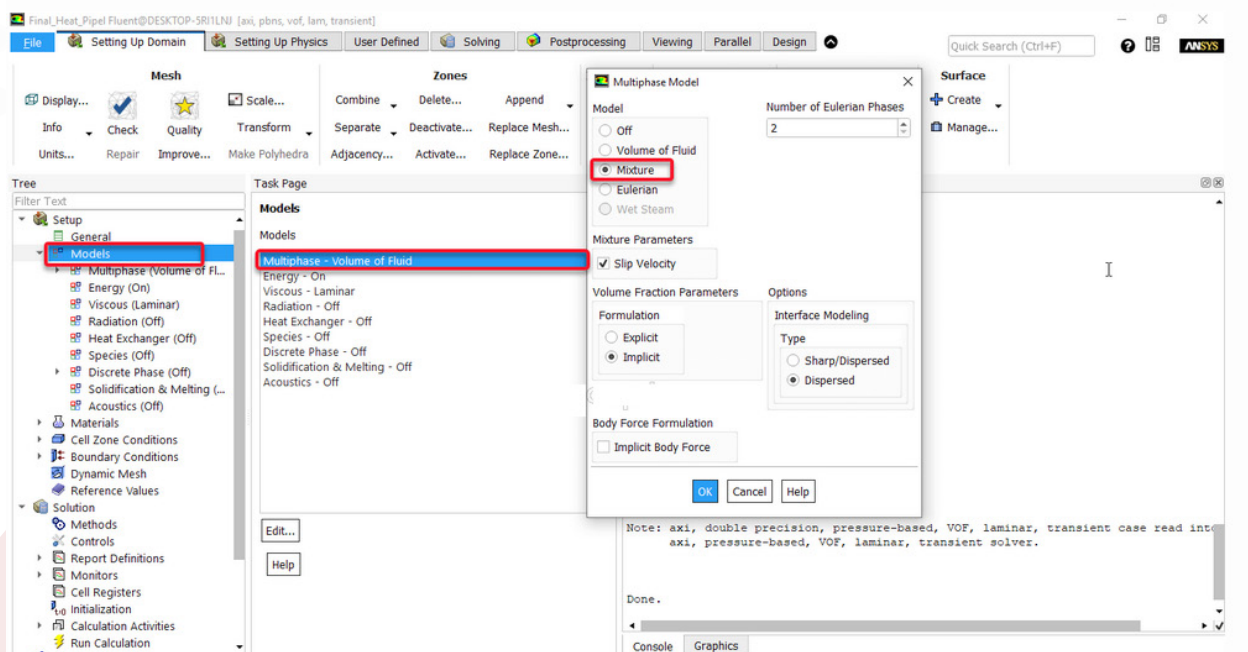 Final_Heat_Pipel Fluent@DESKTOP-5RI1LNJ [axi, pbns, vof, lam, transient]
File Setting Up Domain Setting Up Physics User Defined Solving Postprocessing Viewing Parallel Design Quick Search (Ctrl+F) ANSYS
Mesh
Display... Check Quality Scale...
Info Transform
Units... Repair Improve... Make Polyhedra
Zones
Combine Delete... Append
Separate Deactivate... Replace Mesh...
Adjacency... Activate... Replace Zone...
Surface
Create
Manage...
Tree
Filter Text
Setup
General
Models
Multiphase (Volume of Fl...
Energy (On)
Viscous (Laminar)
Radiation (Off)
Heat Exchanger (Off)
Species (Off)
Discrete Phase (Off)
Solidification & Melting (...
Acoustics (Off)
Materials
Cell Zone Conditions
Boundary Conditions
Dynamic Mesh
Reference Values
Solution
Methods
Controls
Report Definitions
Monitors
Cell Registers
Initialization
Calculation Activities
Run Calculation
Task Page
Models
Models
Multiphase - Volume of Fluid
Energy - On
Viscous - Laminar
Radiation - Off
Heat Exchanger - Off
Species - Off
Discrete Phase - Off
Solidification & Melting - Off
Acoustics - Off
Edit...
Help
Multiphase Model
Model
Off
Volume of Fluid
Mixture
Eulerian
Wet Steam
Number of Eulerian Phases
2
Mixture Parameters
Slip Velocity
Volume Fraction Parameters
Formulation
Explicit
Implicit
Options
Interface Modeling
Type
Sharp/Dispersed
Dispersed
Body Force Formulation
Implicit Body Force
OK Cancel Help
Note: axi, double precision, pressure-based, VOF, laminar, transient case read into
axi, pressure-based, VOF, laminar, transient solver.
Done.
Console Graphics